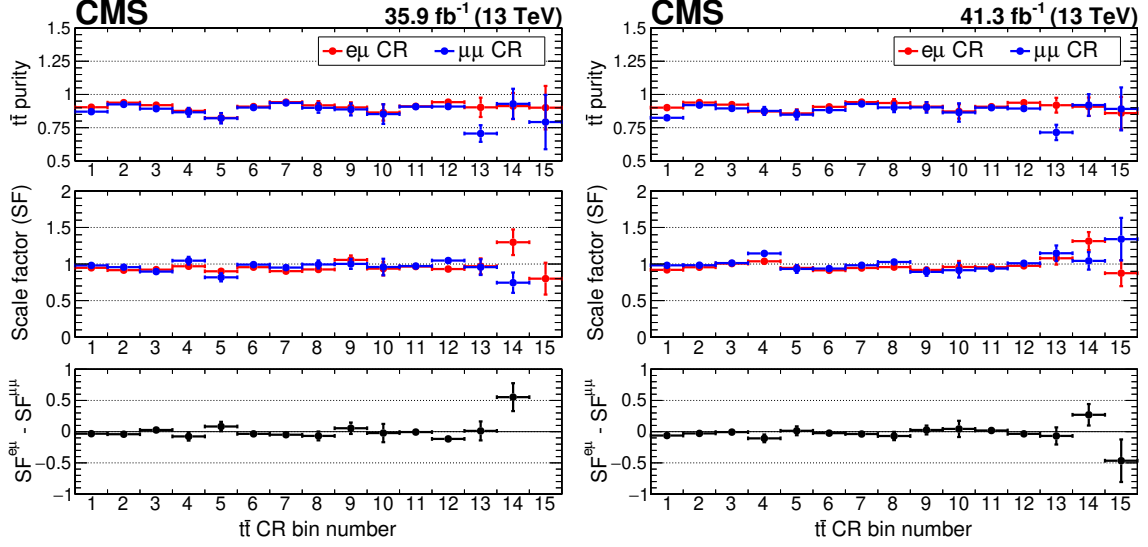 CMS 35.9 fb⁻¹ (13 TeV)
eμ CR μμ CR
tt̄ purity
1.5
1.25
1
0.75
0.5
1 2 3 4 5 6 7 8 9 10 11 12 13 14 15
Scale factor (SF)
2
1.5
1
0.5
0
1 2 3 4 5 6 7 8 9 10 11 12 13 14 15
SF^eμ - SF^μμ
1
0.5
0
−0.5
−1
1 2 3 4 5 6 7 8 9 10 11 12 13 14 15
tt̄ CR bin number
CMS 41.3 fb⁻¹ (13 TeV)
eμ CR μμ CR
tt̄ purity
1.5
1.25
1
0.75
0.5
1 2 3 4 5 6 7 8 9 10 11 12 13 14 15
Scale factor (SF)
2
1.5
1
0.5
0
1 2 3 4 5 6 7 8 9 10 11 12 13 14 15
SF^eμ - SF^μμ
1
0.5
0
−0.5
−1
1 2 3 4 5 6 7 8 9 10 11 12 13 14 15
tt̄ CR bin number